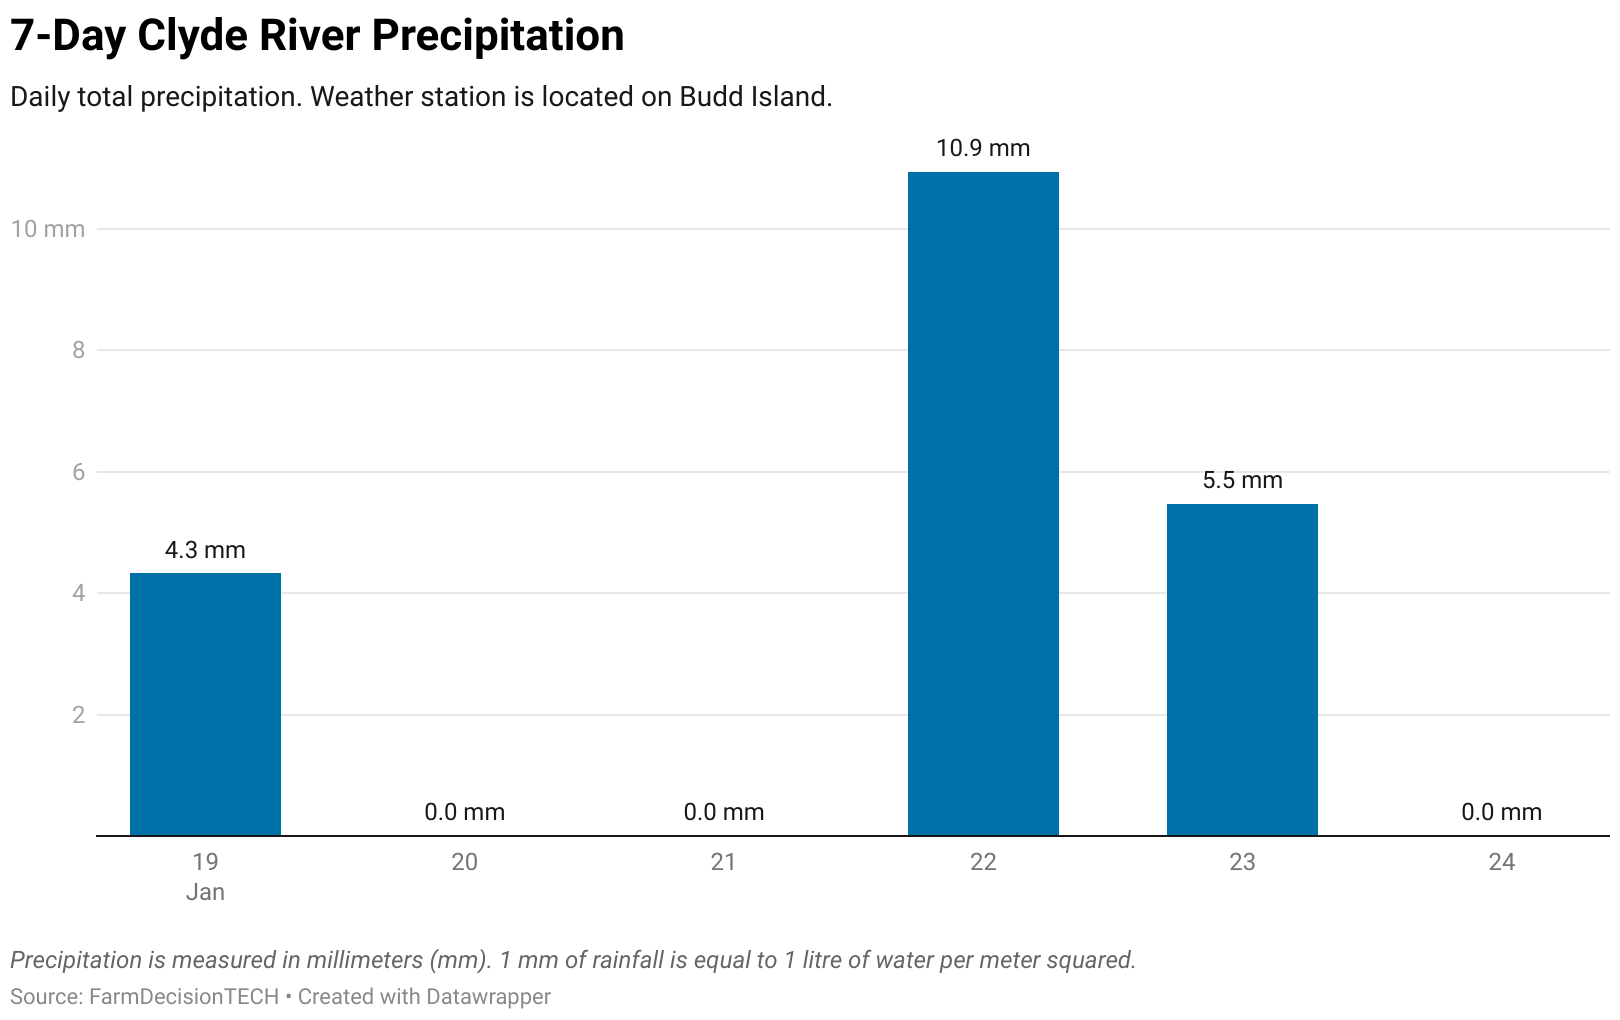 7-Day Clyde River Precipitation
Daily total precipitation. Weather station is located on Budd Island.
10.9 mm
10 mm
8
6
5.5 mm
4.3 mm
4
2
0.0 mm 0.0 mm 0.0 mm
19 20 21 22 23 24
Jan
Precipitation is measured in millimeters (mm). 1 mm of rainfall is equal to 1 litre of water per meter squared.
Source: FarmDecisionTECH • Created with Datawrapper